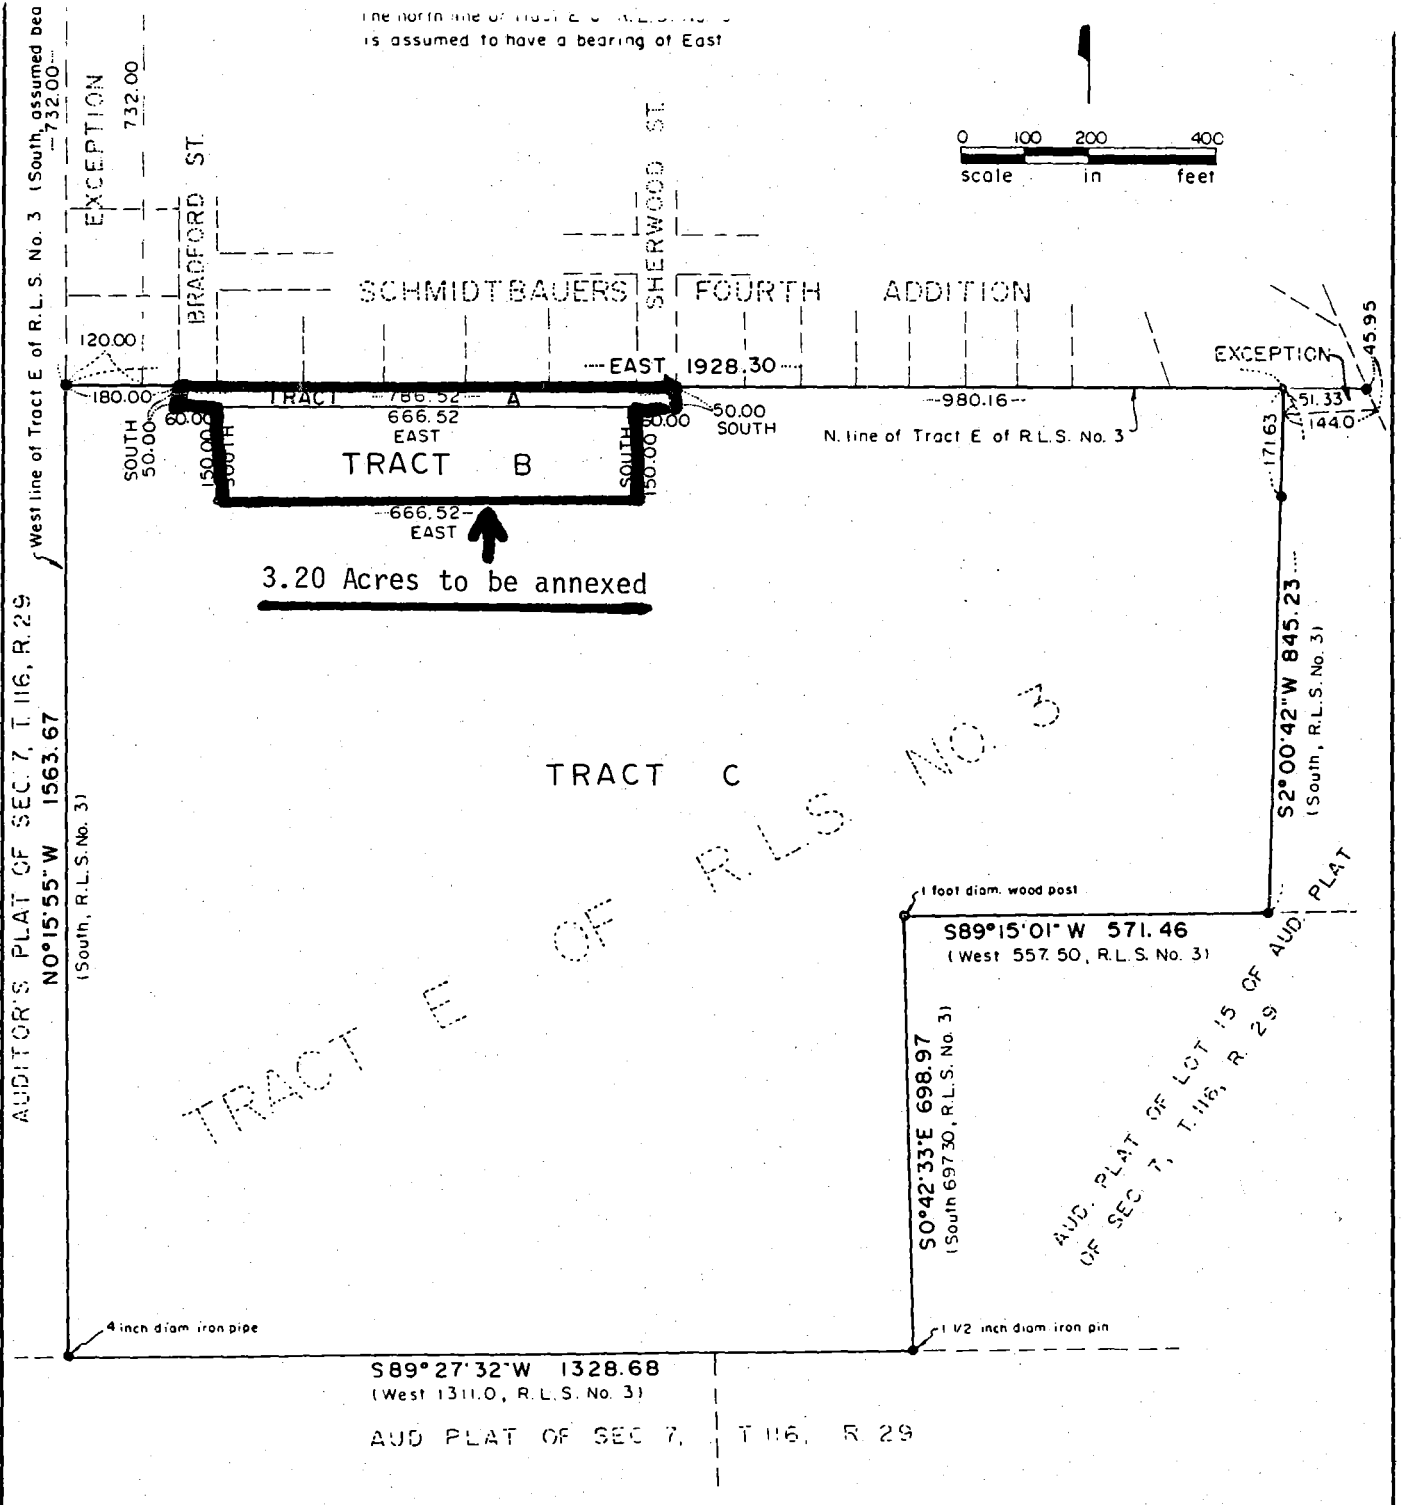 is assumed to have a bearing of East
West line of Tract E of R.L.S. No. 3 (South, assumed
732.00
EXCEPTION
732.00
BRADFORD ST.
SHERWOOD ST.
0 100 200 400
scale in feet
SCHMIDTBAUERS FOURTH ADDITION
120.00
EAST 1928.30
EXCEPTION
45.95
180.00
TRACT 786.52 A
980.16
51.33
144.0
60.00
666.52
EAST
50.00
SOUTH
SOUTH
50.00
150.00
SOUTH
TRACT B
SOUTH
150.00
N. line of Tract E of R.L.S. No. 3
171.63
666.52
EAST
3.20 Acres to be annexed
S2°00'42"W 845.23
(South, R.L.S. No. 3)
AUDITOR'S PLAT OF SEC. 7, T. 116, R. 29
N0°15'55"W 1563.67
(South, R.L.S. No. 3)
TRACT C
TRACT E OF R.L.S. NO. 3
1 foot diam. wood post
S89°15'01"W 571.46
(West 557.50, R.L.S. No. 3)
S0°42'33"E 698.97
(South 697.30, R.L.S. No. 3)
AUD. PLAT OF LOT 15 OF AUD. PLAT
OF SEC. 7, T. 116, R. 29
4 inch diam iron pipe
1 1/2 inch diam iron pin
S89°27'32"W 1328.68
(West 1311.0, R.L.S. No. 3)
AUD PLAT OF SEC 7, T 116, R 29